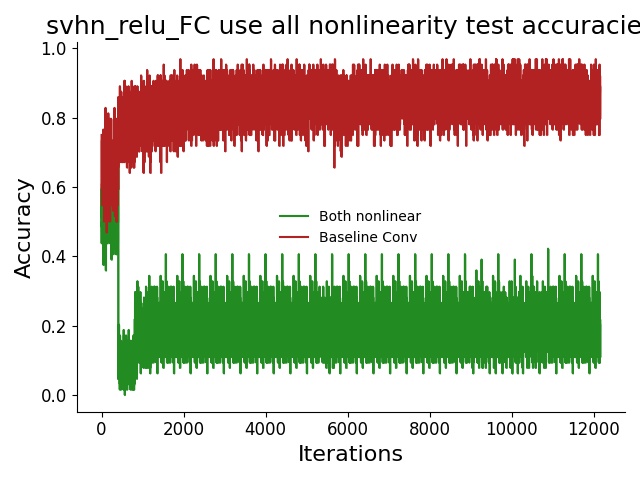 svhn_relu_FC use all nonlinearity test accuracie
1.0
0.8
0.6
0.4
0.2
0.0
Accuracy
Both nonlinear
Baseline Conv
0 2000 4000 6000 8000 10000 12000
Iterations